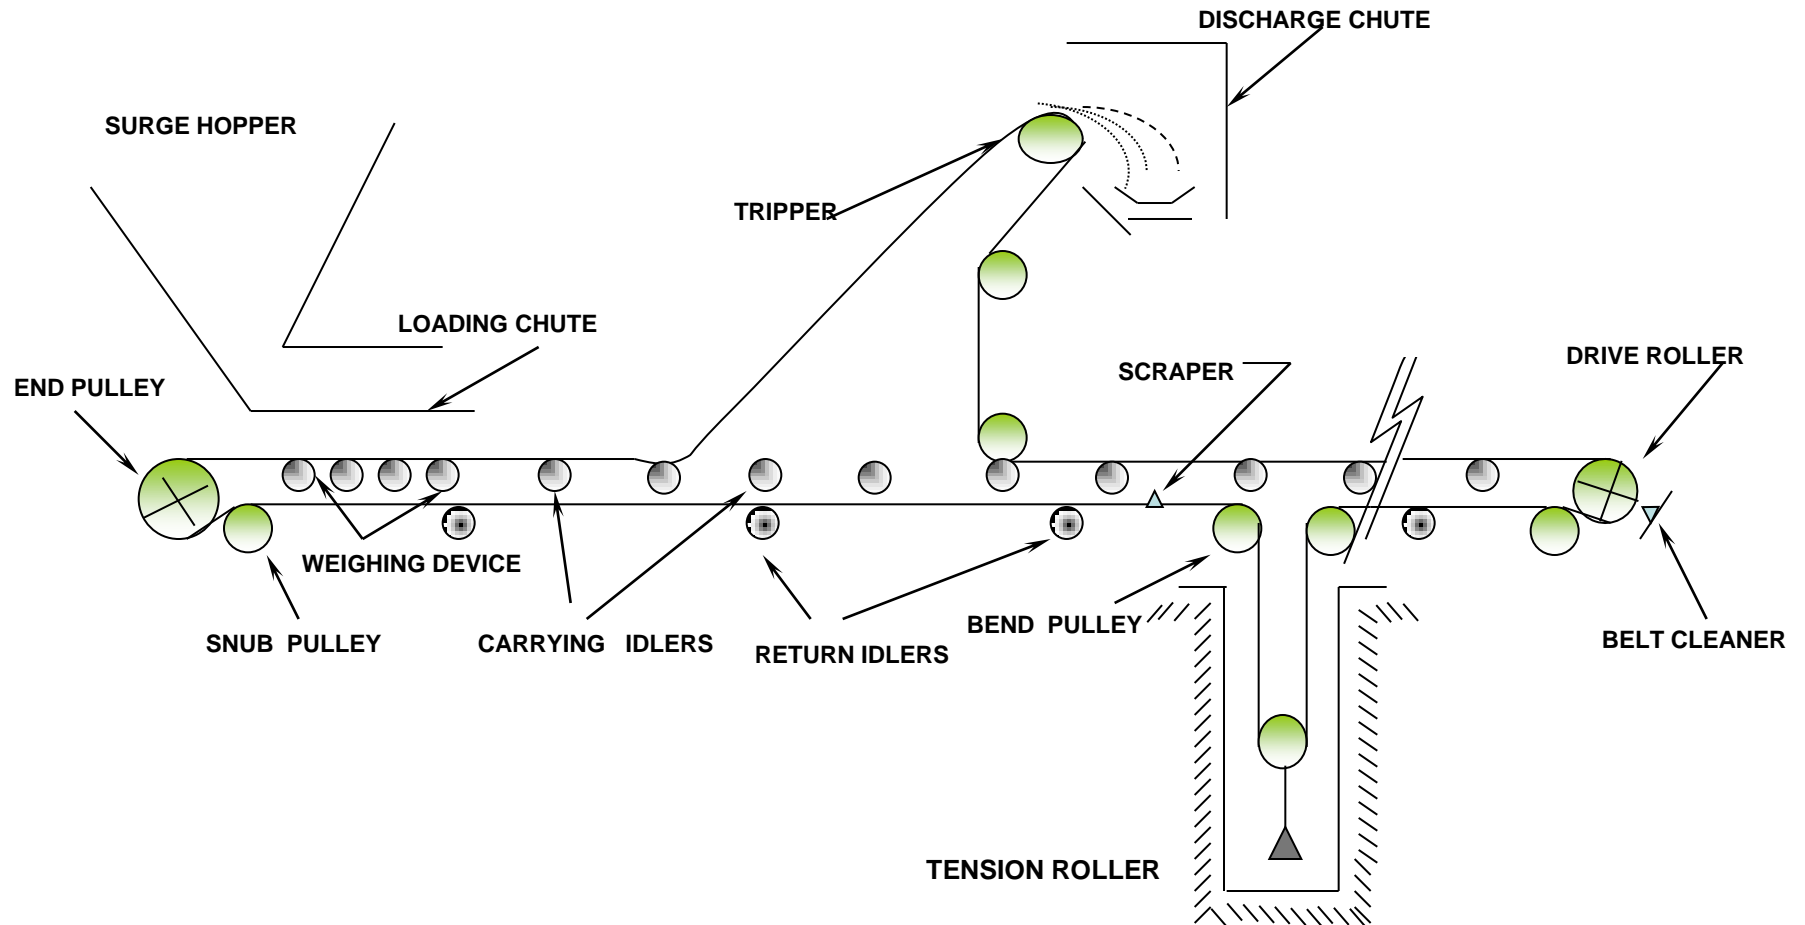 DISCHARGE CHUTE
SURGE HOPPER
TRIPPER
LOADING CHUTE
DRIVE ROLLER
SCRAPER
END PULLEY
WEIGHING DEVICE
SNUB PULLEY
CARRYING IDLERS
RETURN IDLERS
BEND PULLEY
BELT CLEANER
TENSION ROLLER